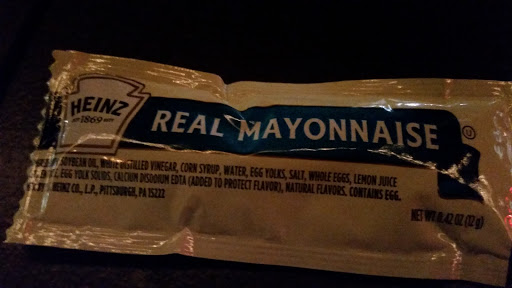 HEINZ
EST 1869
REAL MAYONNAISE
U
SOYBEAN OIL, DISTILLED VINEGAR, CORN SYRUP, WATER, EGG YOLKS, SALT, WHOLE EGGS, LEMON JUICE
EGG YOLK SOLIDS, CALCIUM DISODIUM EDTA (ADDED TO PROTECT FLAVOR), NATURAL FLAVORS. CONTAINS EGG.
HEINZ CO., L.P., PITTSBURGH, PA 15222
NET WT 0.42 OZ (12g)